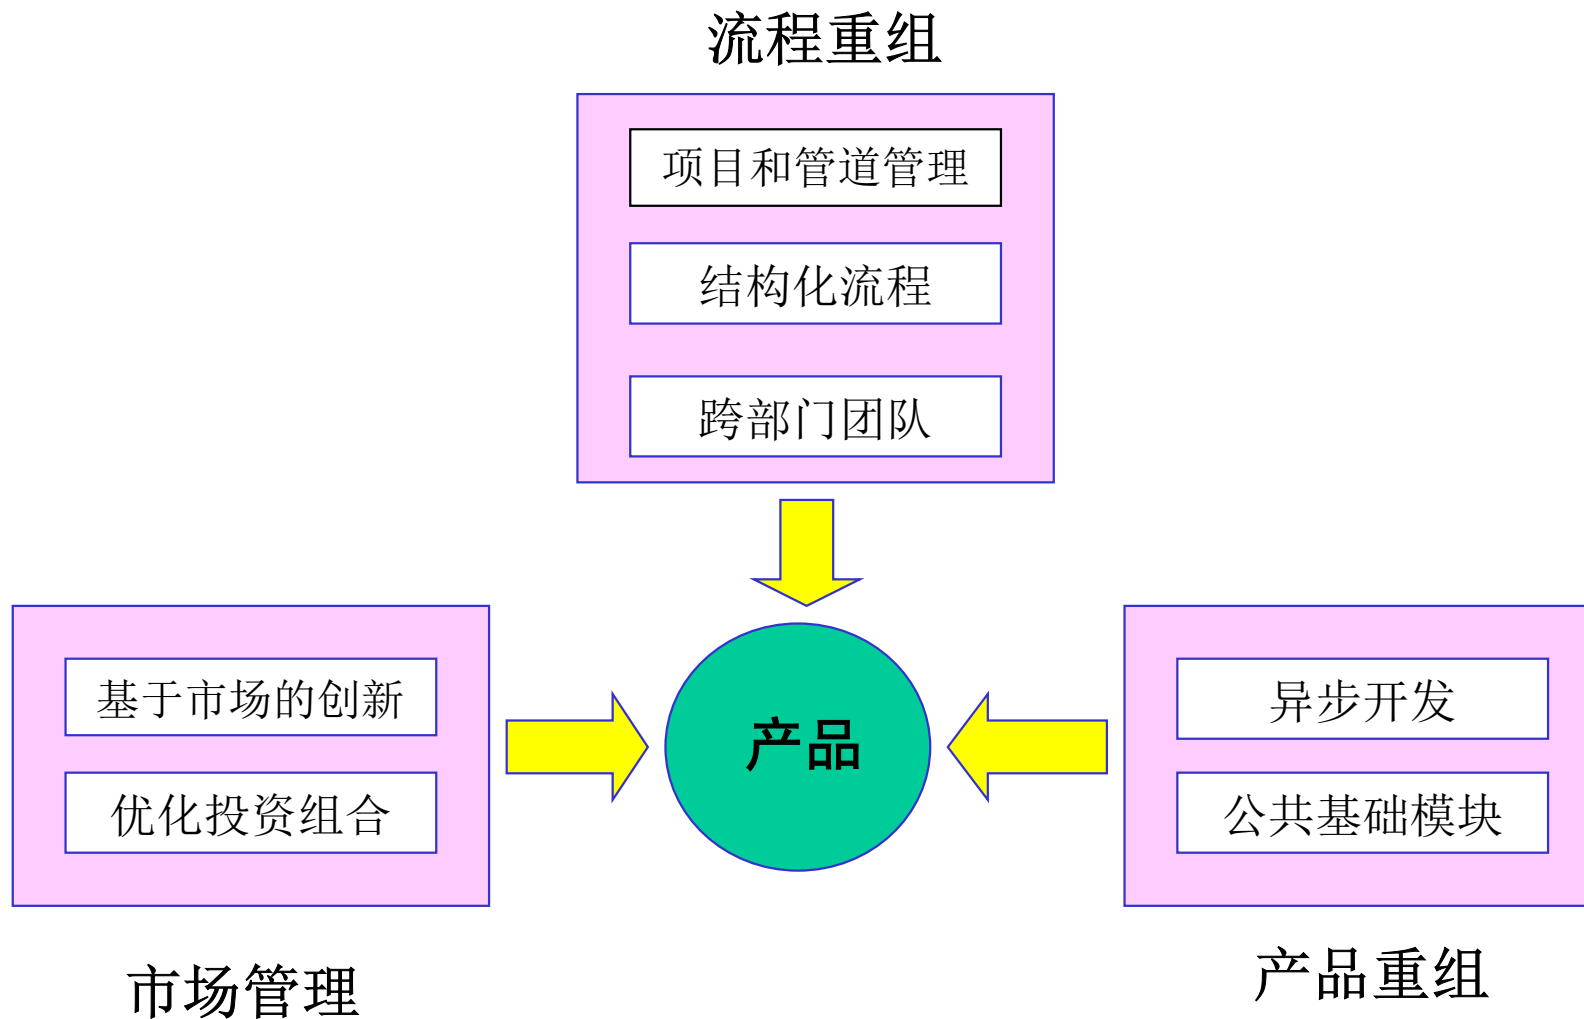 流程重组
项目和管道管理
结构化流程
跨部门团队
基于市场的创新
优化投资组合
市场管理
产品
异步开发
公共基础模块
产品重组